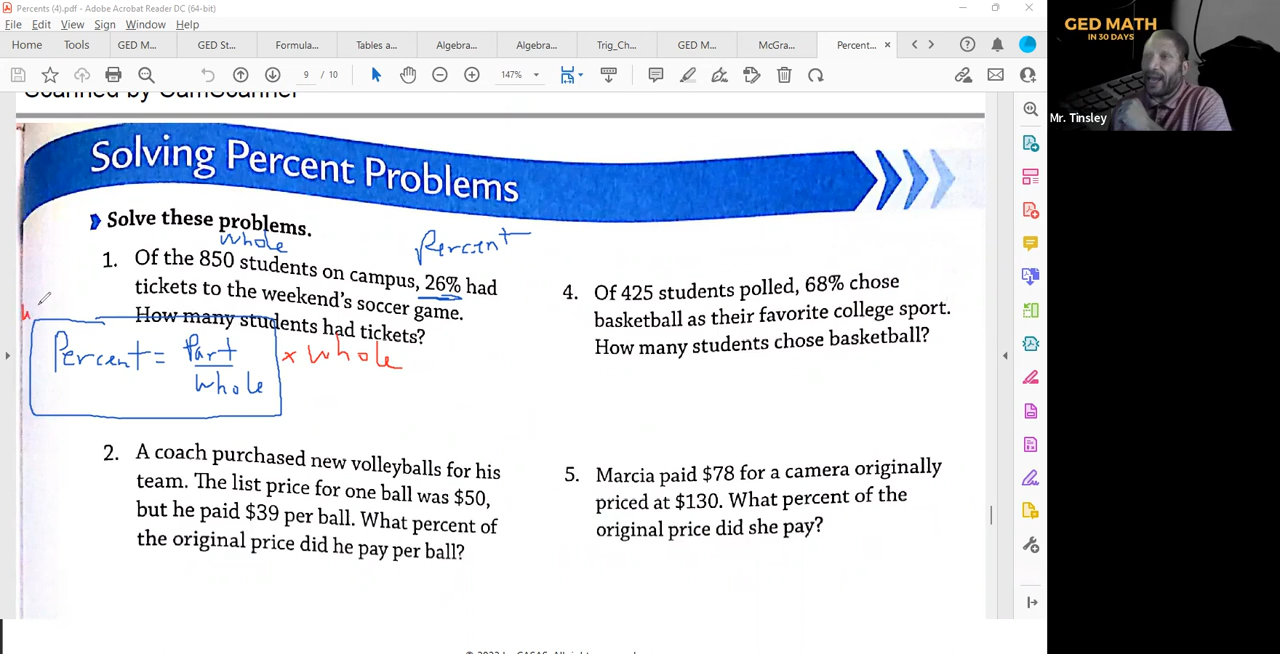 Percents (4).pdf - Adobe Acrobat Reader DC (64-bit)
File Edit View Sign Window Help
Home Tools GED M... GED St... Formula... Tables a... Algebra... Algebra... Trig_Ch... GED M... McGra... Percent... ×
9 / 10 147%
Scanned by CamScanner
Solving Percent Problems
Solve these problems.
whole Percent
1. Of the 850 students on campus, 26% had
tickets to the weekend's soccer game.
How many students had tickets?
Percent = Part
whole
× whole
2. A coach purchased new volleyballs for his
team. The list price for one ball was $50,
but he paid $39 per ball. What percent of
the original price did he pay per ball?
4. Of 425 students polled, 68% chose
basketball as their favorite college sport.
How many students chose basketball?
5. Marcia paid $78 for a camera originally
priced at $130. What percent of the
original price did she pay?
GED MATH
IN 30 DAYS
Mr. Tinsley